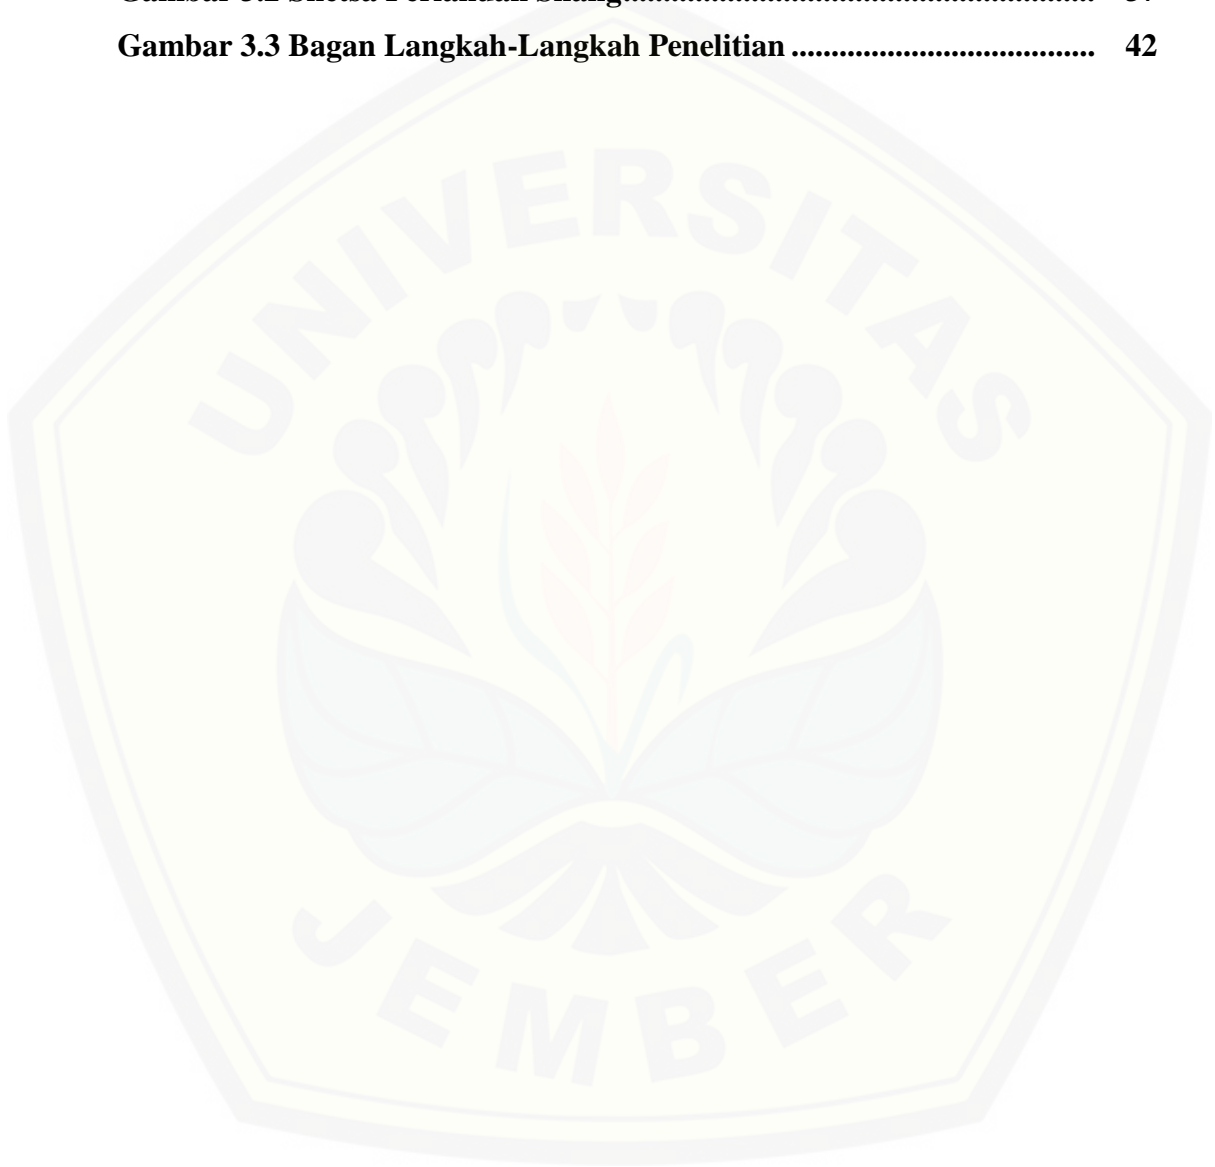 Gambar 3.3 Bagan Langkah-Langkah Penelitian ...................................... 42
UNIVERSITAS
JEMBER